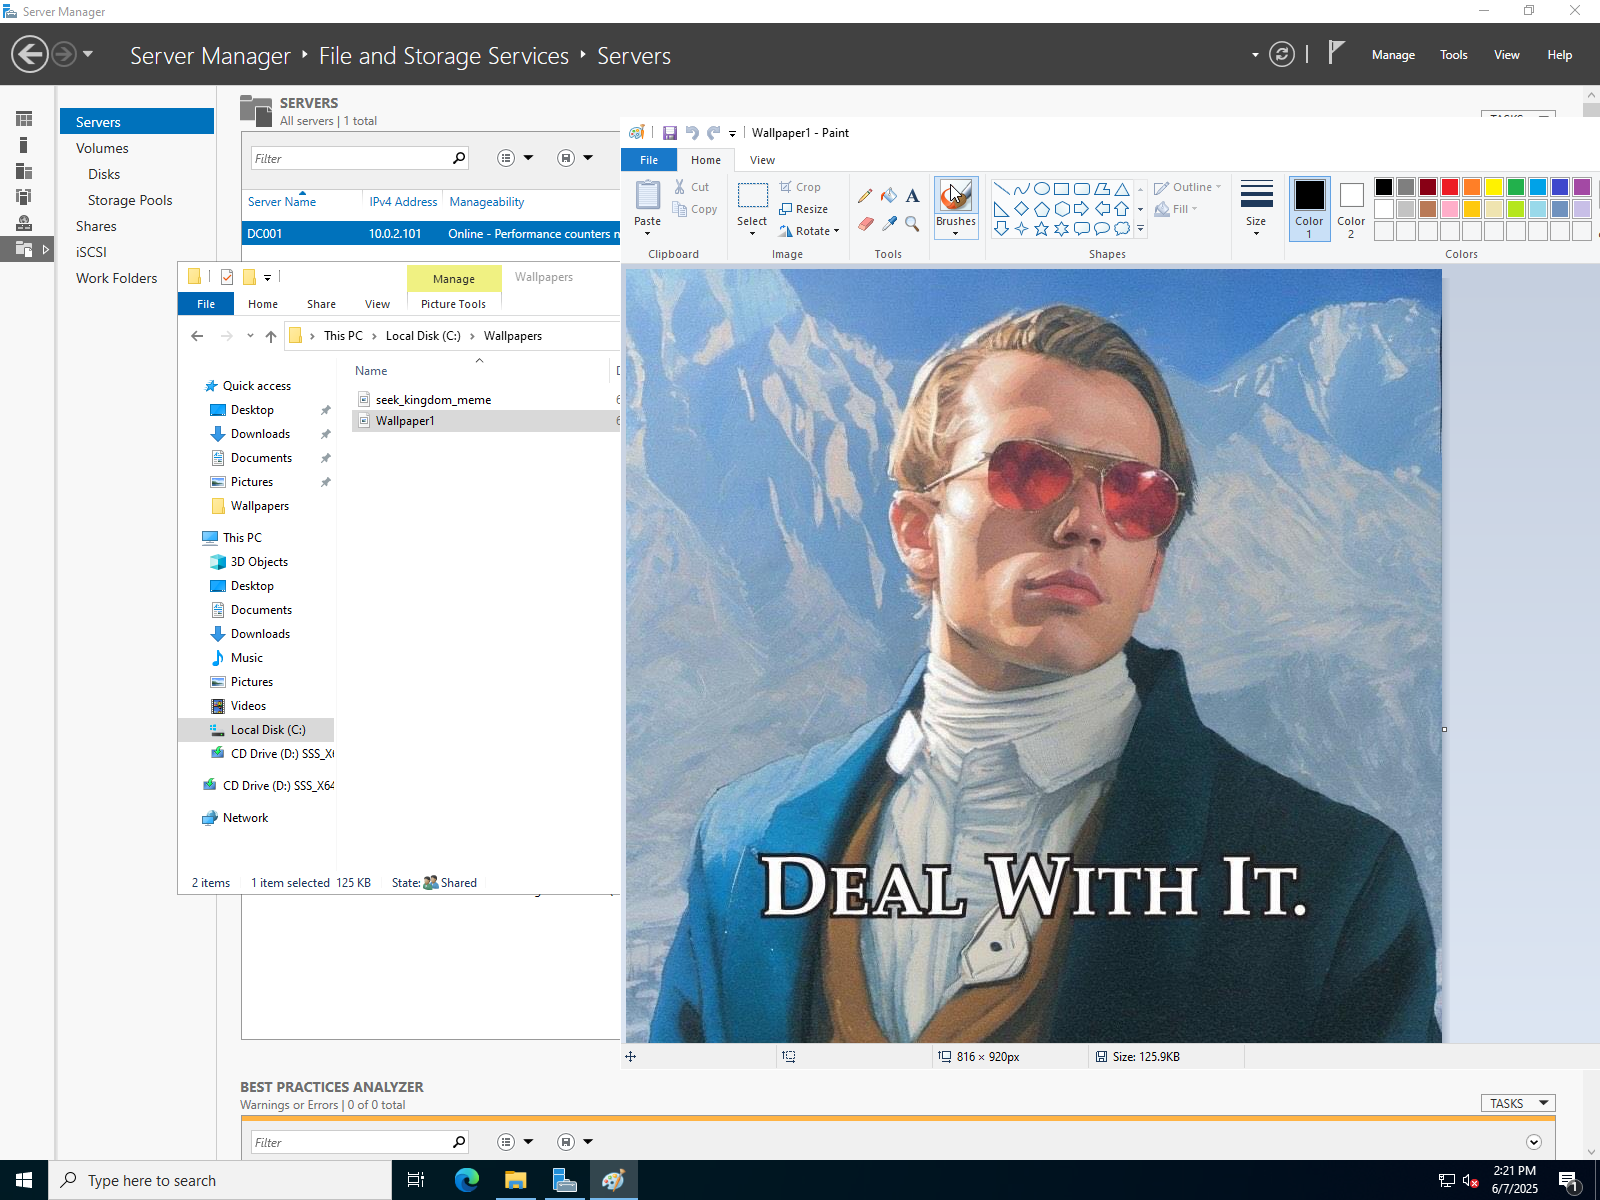 Server Manager
Server Manager ‣ File and Storage Services ‣ Servers
Manage
Tools
View
Help
Servers
Volumes
Disks
Storage Pools
Shares
iSCSI
Work Folders
SERVERS
All servers | 1 total
Filter
Server Name
IPv4 Address
Manageability
DC001
10.0.2.101
Online - Performance counters n
Manage
Wallpapers
File
Home
Share
View
Picture Tools
This PC
Local Disk (C:)
Wallpapers
Name
seek_kingdom_meme
Wallpaper1
Quick access
Desktop
Downloads
Documents
Pictures
Wallpapers
This PC
3D Objects
Desktop
Documents
Downloads
Music
Pictures
Videos
Local Disk (C:)
CD Drive (D:) SSS_X
CD Drive (D:) SSS_X64
Network
2 items
1 item selected 125 KB
State: Shared
Wallpaper1 - Paint
File
Home
View
Paste
Cut
Copy
Clipboard
Select
Crop
Resize
Rotate
Image
A
Tools
Brushes
Shapes
Outline
Fill
Size
Color 1
Color 2
Colors
DEAL WITH IT.
816 × 920px
Size: 125.9KB
BEST PRACTICES ANALYZER
Warnings or Errors | 0 of 0 total
TASKS
Filter
Type here to search
2:21 PM
6/7/2025
1